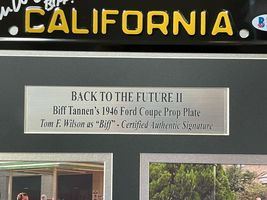 Biff!
CALIFORNIA
BACK TO THE FUTURE II
Biff Tannen's 1946 Ford Coupe Prop Plate
Tom F. Wilson as "Biff" - Certified Authentic Signature